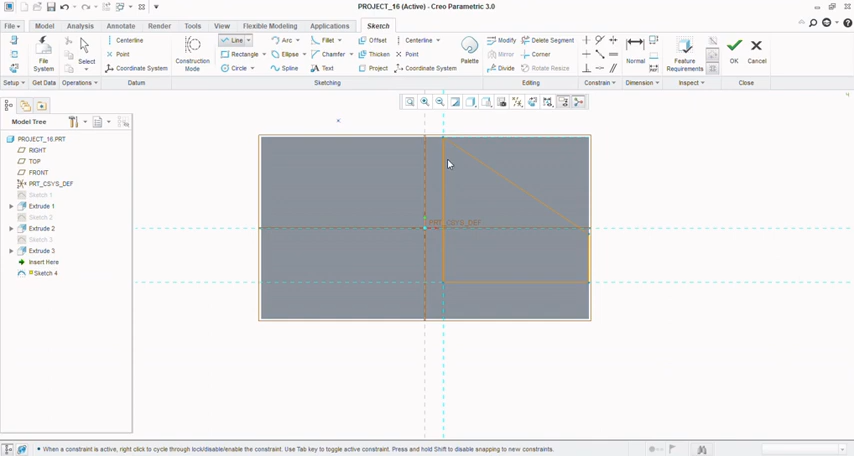 PROJECT_16 (Active) - Creo Parametric 3.0
File Model Analysis Annotate Render Tools View Flexible Modeling Applications Sketch
File System
Select
Centerline
Point
Coordinate System
Construction Mode
Line Arc Fillet Offset Centerline
Rectangle Ellipse Chamfer Thicken Point
Circle Spline Text Project Coordinate System
Palette
Modify Delete Segment
Mirror Corner
Divide Rotate Resize
Normal
REF
Feature Requirements
OK
Cancel
Setup Get Data Operations Datum Sketching Editing Constrain Dimension Inspect Close
Model Tree
PROJECT_16.PRT
RIGHT
TOP
FRONT
PRT_CSYS_DEF
Sketch 1
Extrude 1
Sketch 2
Extrude 2
Sketch 3
Extrude 3
Insert Here
Sketch 4
PRT_CSYS_DEF
When a constraint is active, right click to cycle through lock/disable/enable the constraint. Use Tab key to toggle active constraint. Press and hold Shift to disable snapping to new constraints.